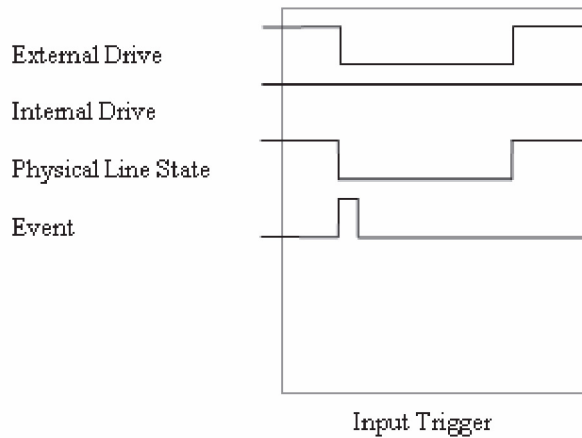 External Drive
Internal Drive
Physical Line State
Event
Input Trigger